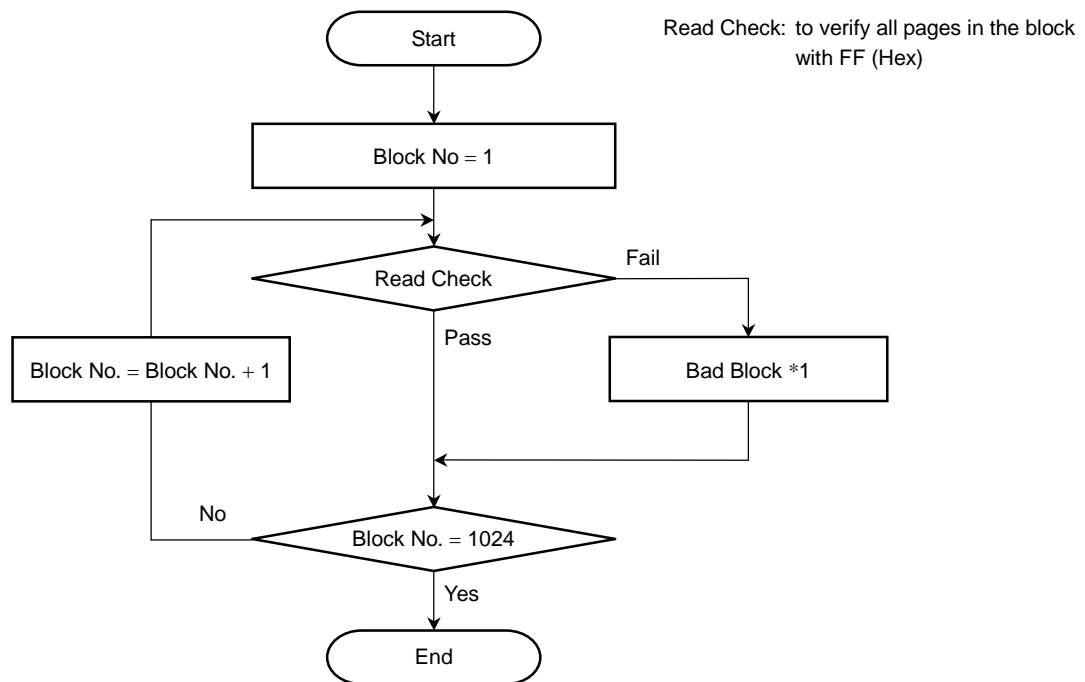 Start
Read Check: to verify all pages in the block
with FF (Hex)
Block No = 1
Read Check
Fail
Pass
Block No. = Block No. + 1
Bad Block *1
No
Block No. = 1024
Yes
End